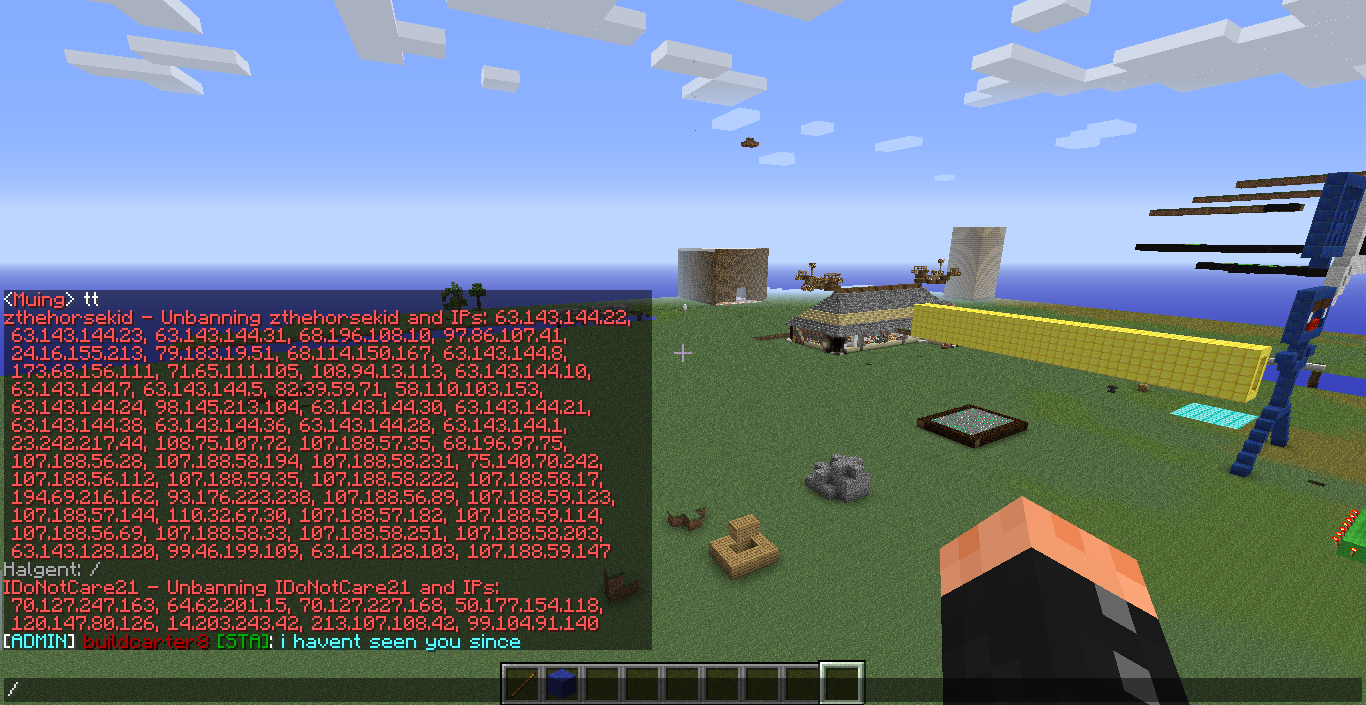 <Muing> tt
zthehorsekid - Unbanning zthehorsekid and IPs: 63.143.144.22,
63.143.144.23, 63.143.144.31, 68.196.108.10, 97.86.107.41,
24.16.155.213, 79.183.19.51, 68.114.150.167, 63.143.144.8,
173.68.156.111, 71.65.111.105, 108.94.13.113, 63.143.144.10,
63.143.144.7, 63.143.144.5, 82.39.59.71, 58.110.103.153,
63.143.144.24, 98.145.213.104, 63.143.144.30, 63.143.144.21,
63.143.144.38, 63.143.144.36, 63.143.144.28, 63.143.144.1,
23.242.217.44, 108.75.107.72, 107.188.57.35, 68.196.97.75,
107.188.56.28, 107.188.58.194, 107.188.58.231, 75.140.70.242,
107.188.56.112, 107.188.59.35, 107.188.58.222, 107.188.58.17,
194.69.216.162, 93.176.223.238, 107.188.56.89, 107.188.59.123,
107.188.57.144, 110.32.67.30, 107.188.57.182, 107.188.59.114,
107.188.56.69, 107.188.58.33, 107.188.58.251, 107.188.58.203,
63.143.128.120, 99.46.199.109, 63.143.128.103, 107.188.59.147
Halgent: /
IDoNotCare21 - Unbanning IDoNotCare21 and IPs:
70.127.247.163, 64.62.201.15, 70.127.227.168, 50.177.154.118,
120.147.80.126, 14.203.243.42, 213.107.108.42, 99.104.91.140
[ADMIN] buildcarter8 [STA]: i havent seen you since
/